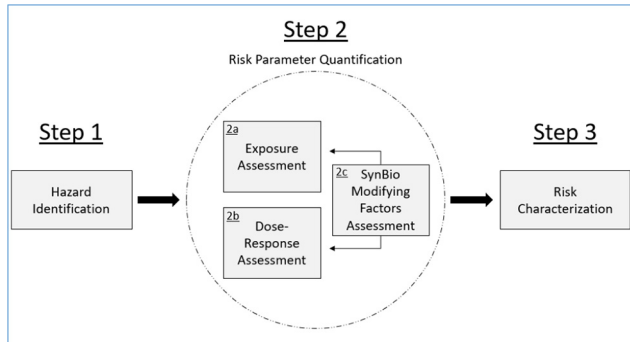 Step 2
Risk Parameter Quantification
Step 1
Hazard
Identification
2a
Exposure
Assessment
2b
Dose-
Response
Assessment
2c
SynBio
Modifying
Factors
Assessment
Step 3
Risk
Characterization